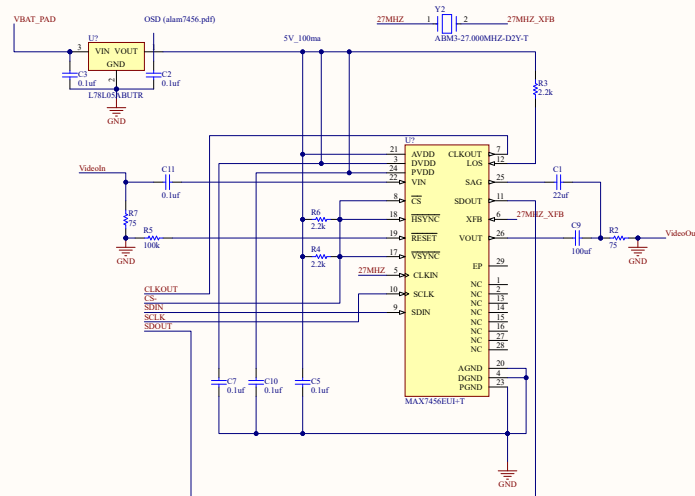 VBAT_PAD
OSD (alam7456.pdf)
Y2
27MHZ
1
2
27MHZ_XFB
ABM3-27.000MHZ-D2Y-T
U?
3
VIN VOUT
1
GND
2
C3
0.1uf
C2
0.1uf
L78L05ABUTR
GND
5V_100ma
R3
2.2k
U?
21
AVDD
3
DVDD
24
PVDD
22
VIN
8
CS
18
HSYNC
19
RESET
17
VSYNC
5
CLKIN
10
SCLK
9
SDIN
CLKOUT
7
LOS
12
SAG
25
SDOUT
11
XFB
6
27MHZ_XFB
VOUT
26
EP
29
NC
1
NC
2
NC
13
NC
14
NC
15
NC
16
NC
27
NC
28
AGND
20
DGND
4
PGND
23
MAX7456EUI+T
VideoIn
C11
0.1uf
R7
75
GND
R5
100k
R6
2.2k
R4
2.2k
27MHZ
CLKOUT
CS-
SDIN
SCLK
SDOUT
C1
22uf
C9
100uf
R2
75
GND
VideoOu
C7
0.1uf
C10
0.1uf
C5
0.1uf
GND